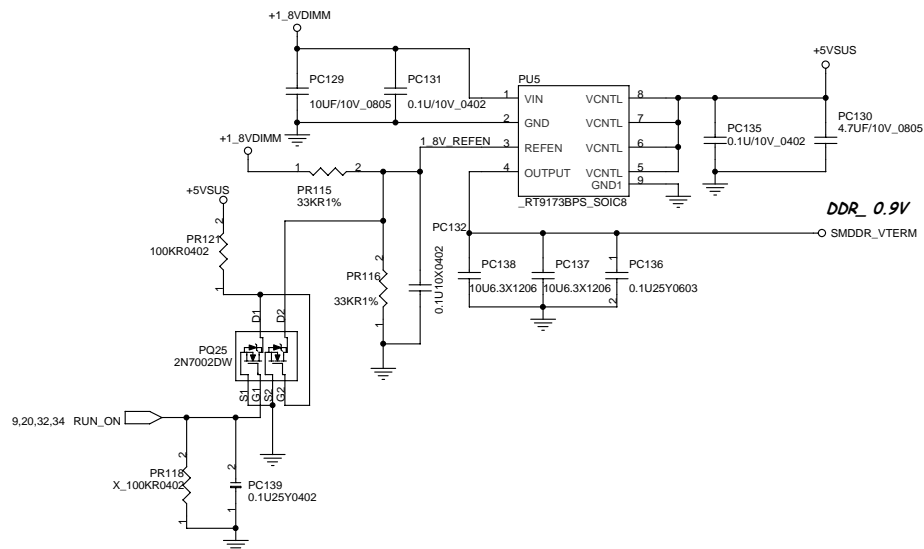 +1_8VDIMM
PC129
10UF/10V_0805
PC131
0.1U/10V_0402
PU5
1 VIN VCNTL 8
2 GND VCNTL 7
3 REFEN VCNTL 6
4 OUTPUT VCNTL 5
GND1 9
_RT9173BPS_SOIC8
+5VSUS
PC135
0.1U/10V_0402
PC130
4.7UF/10V_0805
+1_8VDIMM
1_8V_REFEN
1 2
PR115
33KR1%
+5VSUS
2
PR121
100KR0402
1
2
PR116
33KR1%
1
PC132
0.1U10X0402
DDR_ 0.9V
SMDDR_VTERM
PC138
10U6.3X1206
PC137
10U6.3X1206
1
PC136
0.1U25Y0603
2
D1
D2
PQ25
2N7002DW
S1
G1
S2
G2
9,20,32,34 RUN_ON
2
PR118
X_100KR0402
1
2
PC139
0.1U25Y0402
1